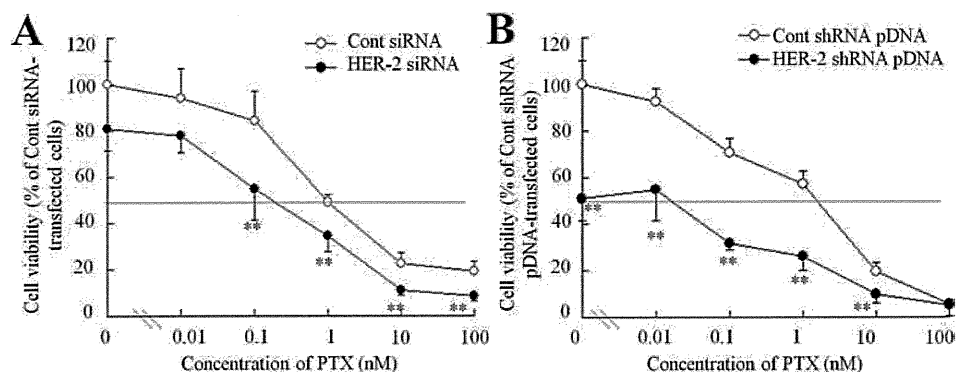 A
Cont siRNA
HER-2 siRNA
Cell viability (% of Cont siRNA-
transfected cells)
120
100
80
60
40
20
0
**
**
**
**
0
0.01
0.1
1
10
100
Concentration of PTX (nM)
B
Cont shRNA pDNA
HER-2 shRNA pDNA
Cell viability (% of Cont shRNA
pDNA-transfected cells)
120
100
80
60
40
20
0
**
**
**
**
**
0
0.01
0.1
1
10
100
Concentration of PTX (nM)